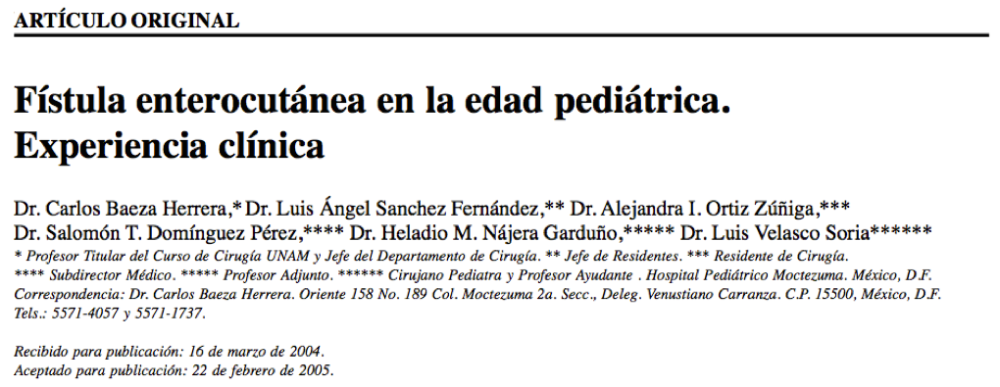 ARTÍCULO ORIGINAL
Fístula enterocutánea en la edad pediátrica.
Experiencia clínica
Dr. Carlos Baeza Herrera,* Dr. Luis Ángel Sanchez Fernández,** Dr. Alejandra I. Ortiz Zúñiga,***
Dr. Salomón T. Domínguez Pérez,**** Dr. Heladio M. Nájera Garduño,***** Dr. Luis Velasco Soria******
* Profesor Titular del Curso de Cirugía UNAM y Jefe del Departamento de Cirugía. ** Jefe de Residentes. *** Residente de Cirugía.
**** Subdirector Médico. ***** Profesor Adjunto. ****** Cirujano Pediatra y Profesor Ayudante . Hospital Pediátrico Moctezuma. México, D.F.
Correspondencia: Dr. Carlos Baeza Herrera. Oriente 158 No. 189 Col. Moctezuma 2a. Secc., Deleg. Venustiano Carranza. C.P. 15500, México, D.F.
Tels.: 5571-4057 y 5571-1737.
Recibido para publicación: 16 de marzo de 2004.
Aceptado para publicación: 22 de febrero de 2005.